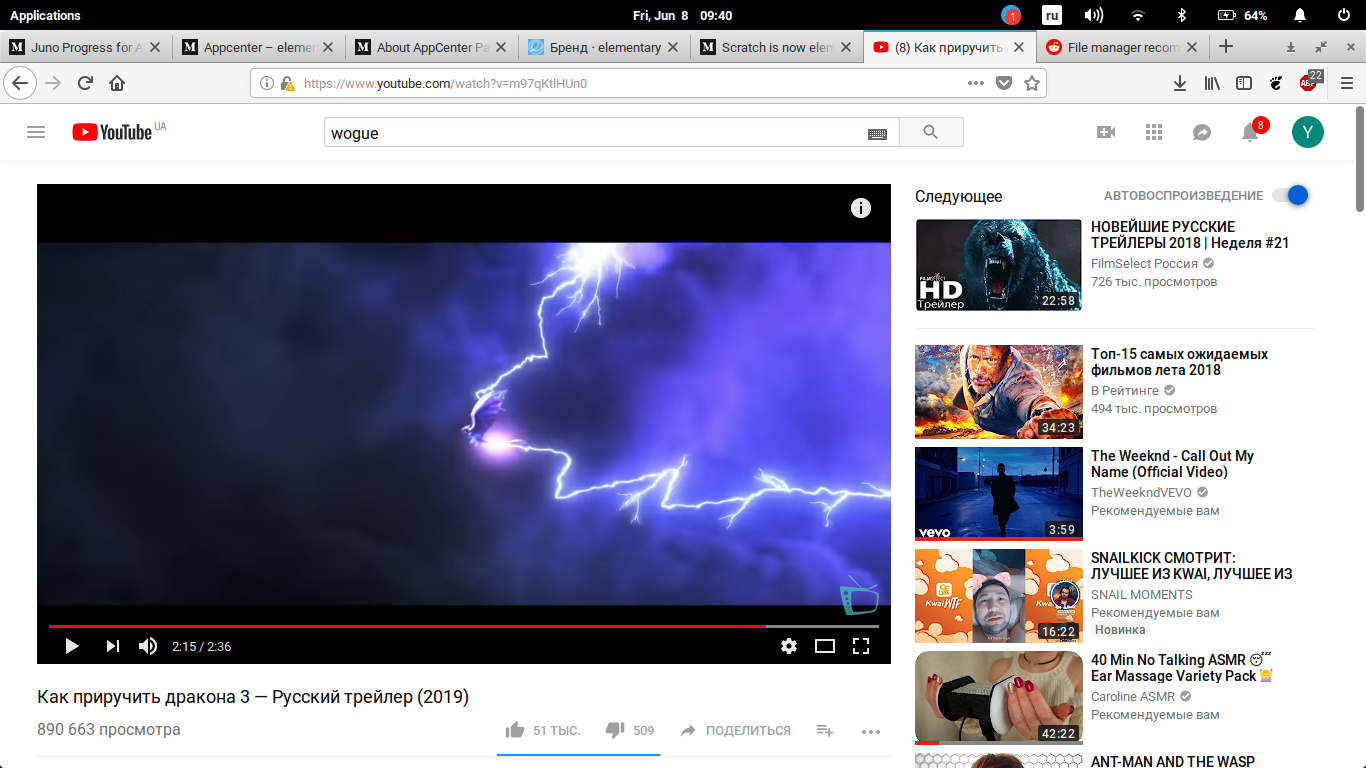 Applications
Fri, Jun 8 09:40
1
ru
64%
Juno Progress for A
Appcenter – elemen
About AppCenter Pa
Бренд · elementary
Scratch is now elem
(8) Как приручить
File manager recom
https://www.youtube.com/watch?v=m97qKtlHUn0
ABP
22
YouTube
UA
wogue
8
Y
Следующее
АВТОВОСПРОИЗВЕДЕНИЕ
FILMSELECT
HD
Трейлер
22:58
НОВЕЙШИЕ РУССКИЕ
ТРЕЙЛЕРЫ 2018 | Неделя #21
FilmSelect Россия
726 тыс. просмотров
34:23
Топ-15 самых ожидаемых
фильмов лета 2018
В Рейтинге
494 тыс. просмотров
vevo
3:59
The Weeknd - Call Out My
Name (Official Video)
TheWeekndVEVO
Рекомендуемые вам
Kwai WTF
Kwai
16:22
SNAILKICK СМОТРИТ:
ЛУЧШЕЕ ИЗ KWAI, ЛУЧШЕЕ ИЗ
SNAIL MOMENTS
Рекомендуемые вам
Новинка
42:22
40 Min No Talking ASMR 😴
Ear Massage Variety Pack 💆
Caroline ASMR
Рекомендуемые вам
ANT-MAN AND THE WASP
2:15 / 2:36
Как приручить дракона 3 — Русский трейлер (2019)
890 663 просмотра
51 ТЫС.
509
ПОДЕЛИТЬСЯ